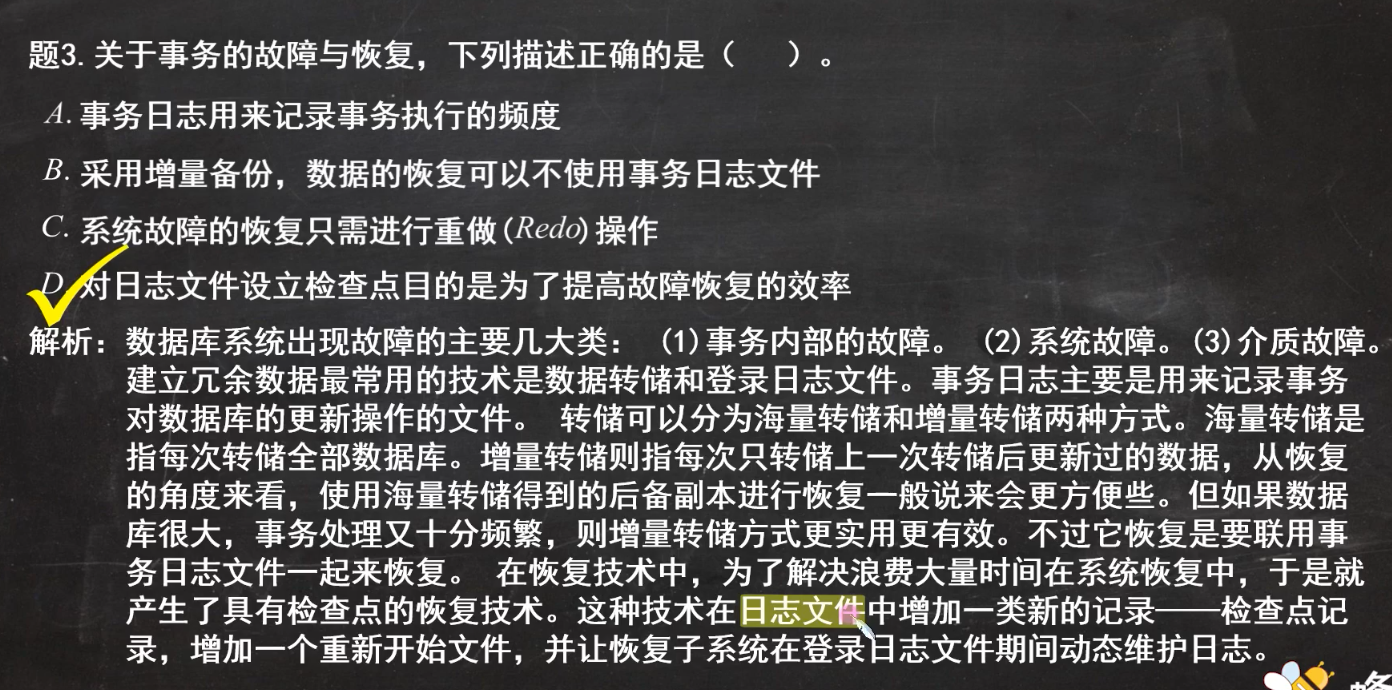 题3.关于事务的故障与恢复，下列描述正确的是（ ）。
A.事务日志用来记录事务执行的频度
B.采用增量备份，数据的恢复可以不使用事务日志文件
C.系统故障的恢复只需进行重做(Redo)操作
D.对日志文件设立检查点目的是为了提高故障恢复的效率
解析：数据库系统出现故障的主要几大类： (1)事务内部的故障。 (2)系统故障。(3)介质故障。
建立冗余数据最常用的技术是数据转储和登录日志文件。事务日志主要是用来记录事务
对数据库的更新操作的文件。 转储可以分为海量转储和增量转储两种方式。海量转储是
指每次转储全部数据库。增量转储则指每次只转储上一次转储后更新过的数据，从恢复
的角度来看，使用海量转储得到的后备副本进行恢复一般说来会更方便些。但如果数据
库很大，事务处理又十分频繁，则增量转储方式更实用更有效。不过它恢复是要联用事
务日志文件一起来恢复。 在恢复技术中，为了解决浪费大量时间在系统恢复中，于是就
产生了具有检查点的恢复技术。这种技术在日志文件中增加一类新的记录——检查点记
录，增加一个重新开始文件，并让恢复子系统在登录日志文件期间动态维护日志。